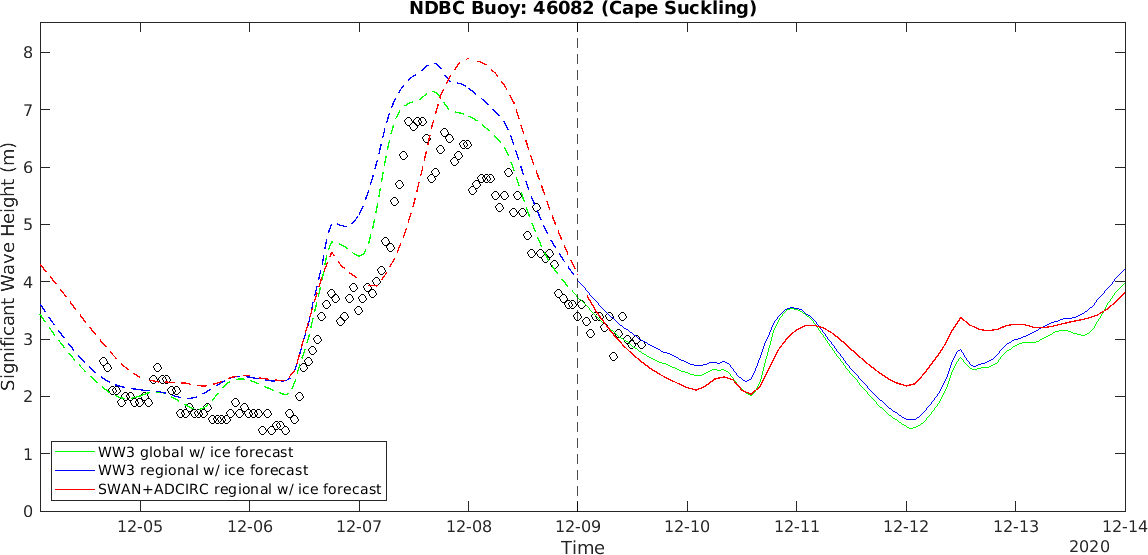 NDBC Buoy: 46082 (Cape Suckling)
Significant Wave Height (m)
8
7
6
5
4
3
2
1
0
WW3 global w/ ice forecast
WW3 regional w/ ice forecast
SWAN+ADCIRC regional w/ ice forecast
12-05 12-06 12-07 12-08 12-09 12-10 12-11 12-12 12-13 12-14
Time
2020